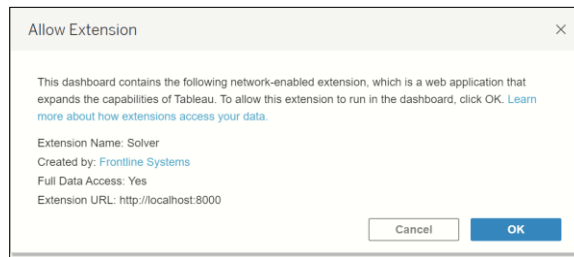 Allow Extension
This dashboard contains the following network-enabled extension, which is a web application that
expands the capabilities of Tableau. To allow this extension to run in the dashboard, click OK. Learn
more about how extensions access your data.
Extension Name: Solver
Created by: Frontline Systems
Full Data Access: Yes
Extension URL: http://localhost:8000
Cancel OK